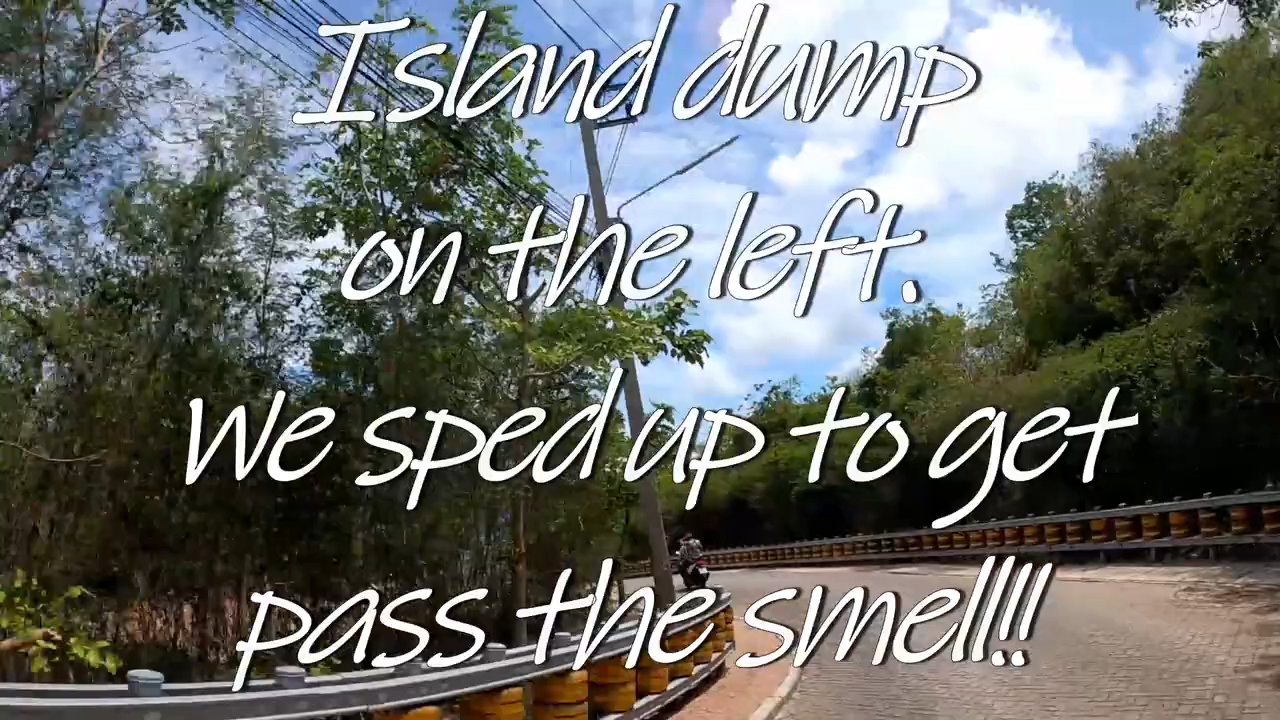 Island dump
on the left.
We sped up to get
pass the smell!!!